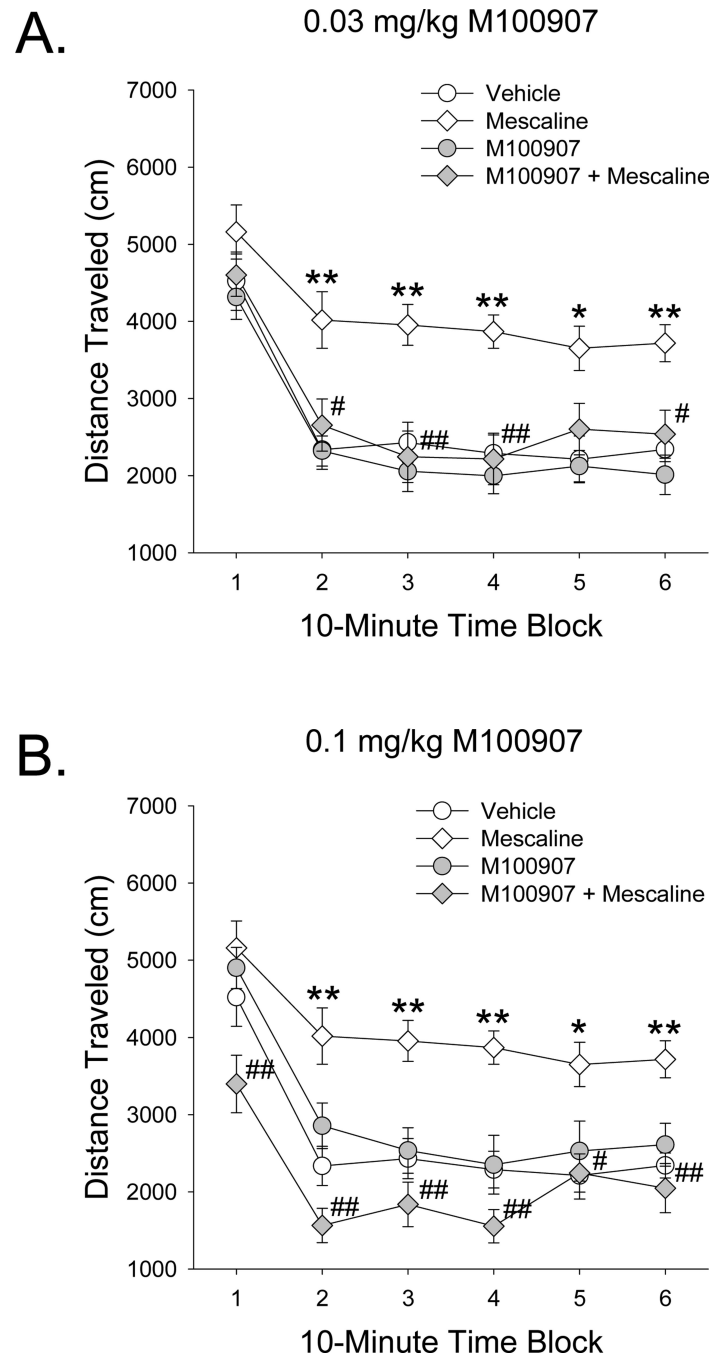 A.
0.03 mg/kg M100907
7000
6000
5000
4000
3000
2000
1000
Distance Traveled (cm)
Vehicle
Mescaline
M100907
M100907 + Mescaline
** ** ** * **
# ## ## #
1 2 3 4 5 6
10-Minute Time Block
B.
0.1 mg/kg M100907
7000
6000
5000
4000
3000
2000
1000
Distance Traveled (cm)
Vehicle
Mescaline
M100907
M100907 + Mescaline
** ** ** * **
## ## ## ## # ##
1 2 3 4 5 6
10-Minute Time Block